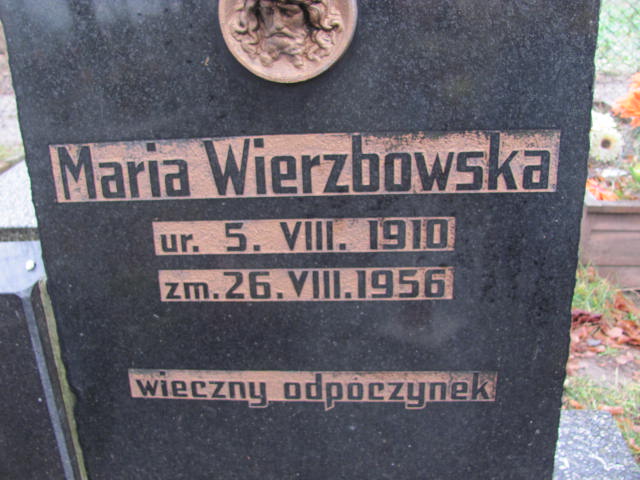 Maria Wierzbowska
ur. 5. VIII. 1910
zm. 26. VIII. 1956
wieczny odpoczynek